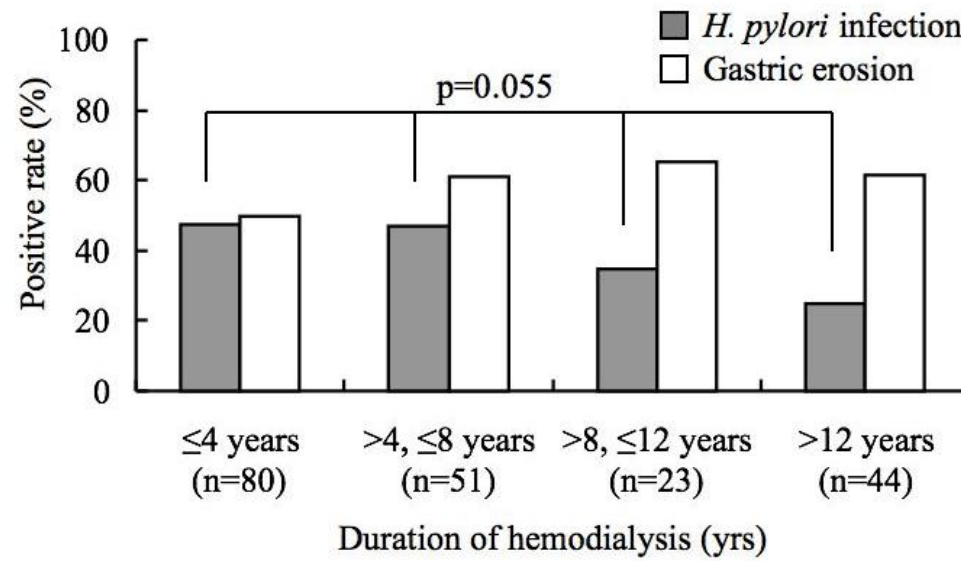 H. pylori infection
Gastric erosion
p=0.055
Positive rate (%)
100
80
60
40
20
0
≤4 years >4, ≤8 years >8, ≤12 years >12 years
(n=80) (n=51) (n=23) (n=44)
Duration of hemodialysis (yrs)